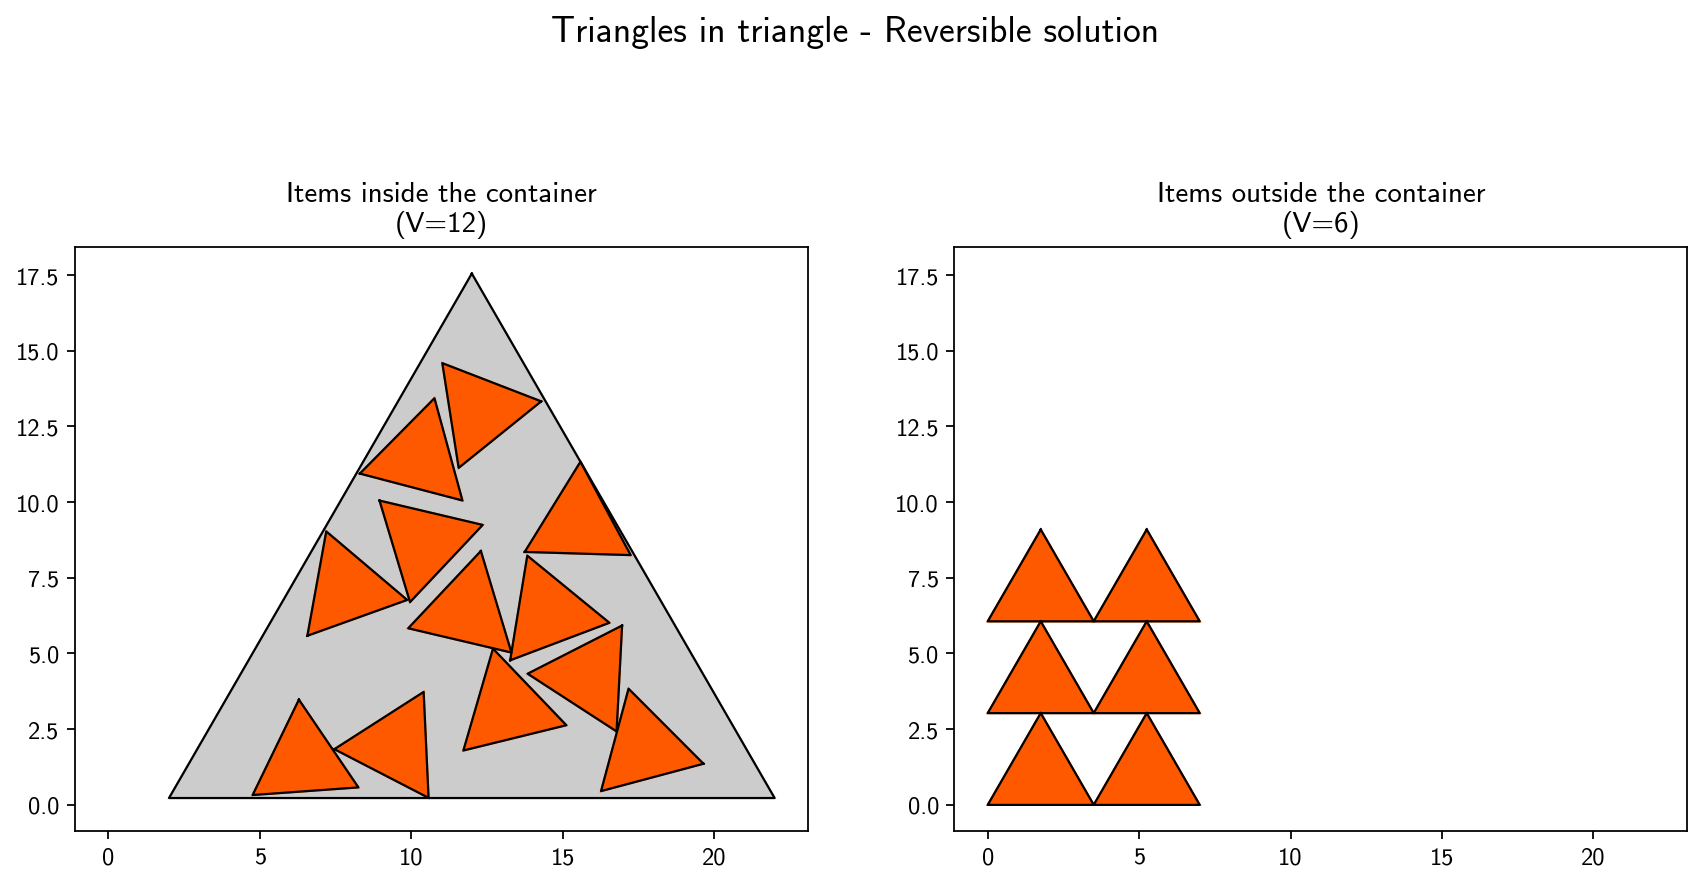 Triangles in triangle - Reversible solution
Items inside the container
(V=12)
17.5
15.0
12.5
10.0
7.5
5.0
2.5
0.0
0 5 10 15 20
Items outside the container
(V=6)
17.5
15.0
12.5
10.0
7.5
5.0
2.5
0.0
0 5 10 15 20